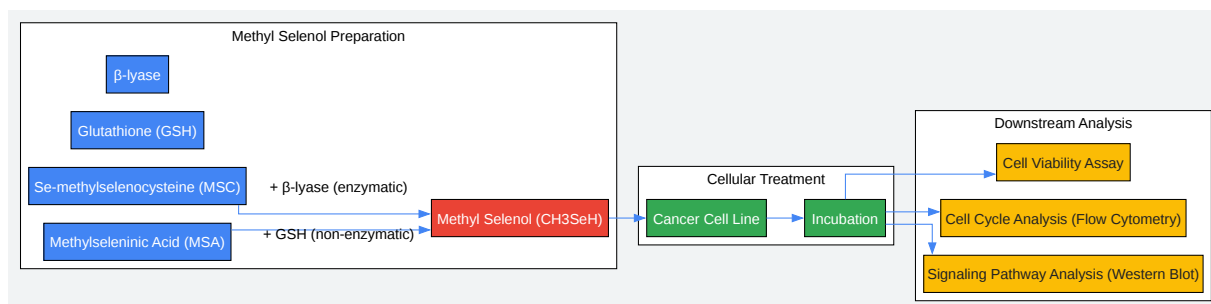 Methyl Selenol Preparation
β-lyase
Glutathione (GSH)
Se-methylselenocysteine (MSC)
+ β-lyase (enzymatic)
Methylseleninic Acid (MSA)
+ GSH (non-enzymatic)
Methyl Selenol (CH3SeH)
Cellular Treatment
Cancer Cell Line
Incubation
Downstream Analysis
Cell Viability Assay
Cell Cycle Analysis (Flow Cytometry)
Signaling Pathway Analysis (Western Blot)